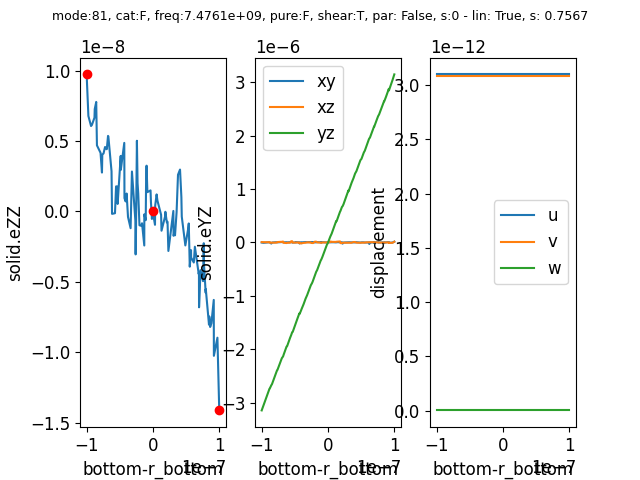 mode:81, cat:F, freq:7.4761e+09, pure:F, shear:T, par: False, s:0 - lin: True, s: 0.7567
1e−8
1.0
0.5
0.0
−0.5
−1.0
−1.5
solid.eZZ
−1
0
1
bottom-r_bottom
1e−7
1e−6
xy
xz
yz
3
2
1
0
−1
−2
−3
solid.eYZ
−1
0
1
bottom-r_bottom
1e−7
1e−12
3.0
2.5
2.0
1.5
1.0
0.5
0.0
displacement
u
v
w
−1
0
1
bottom-r_bottom
1e−7